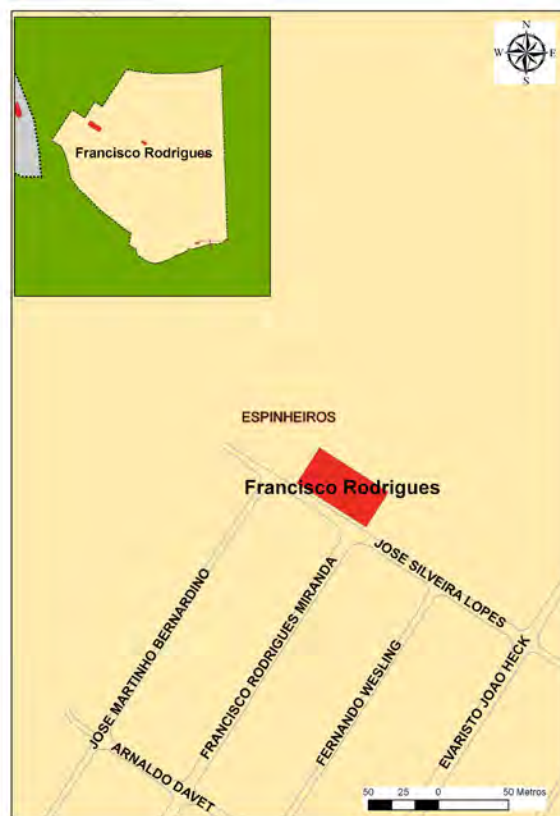 N
W E
S
Francisco Rodrigues
ESPINHEIROS
Francisco Rodrigues
JOSE SILVEIRA LOPES
JOSE MARTINHO BERNARDINO
FRANCISCO RODRIGUES MIRANDA
FERNANDO WESLING
EVARISTO JOAO HECK
ARNALDO DAVET
50 25 0 50 Metros